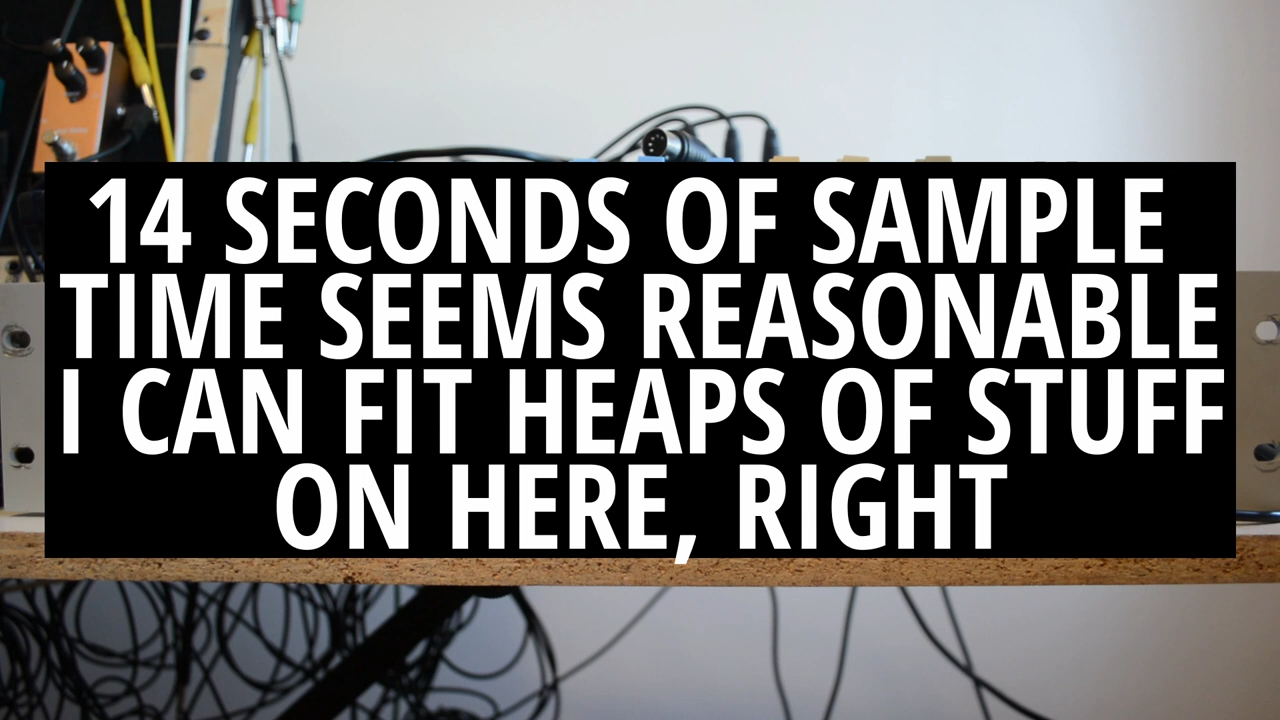 14 SECONDS OF SAMPLE
TIME SEEMS REASONABLE
I CAN FIT HEAPS OF STUFF
ON HERE, RIGHT